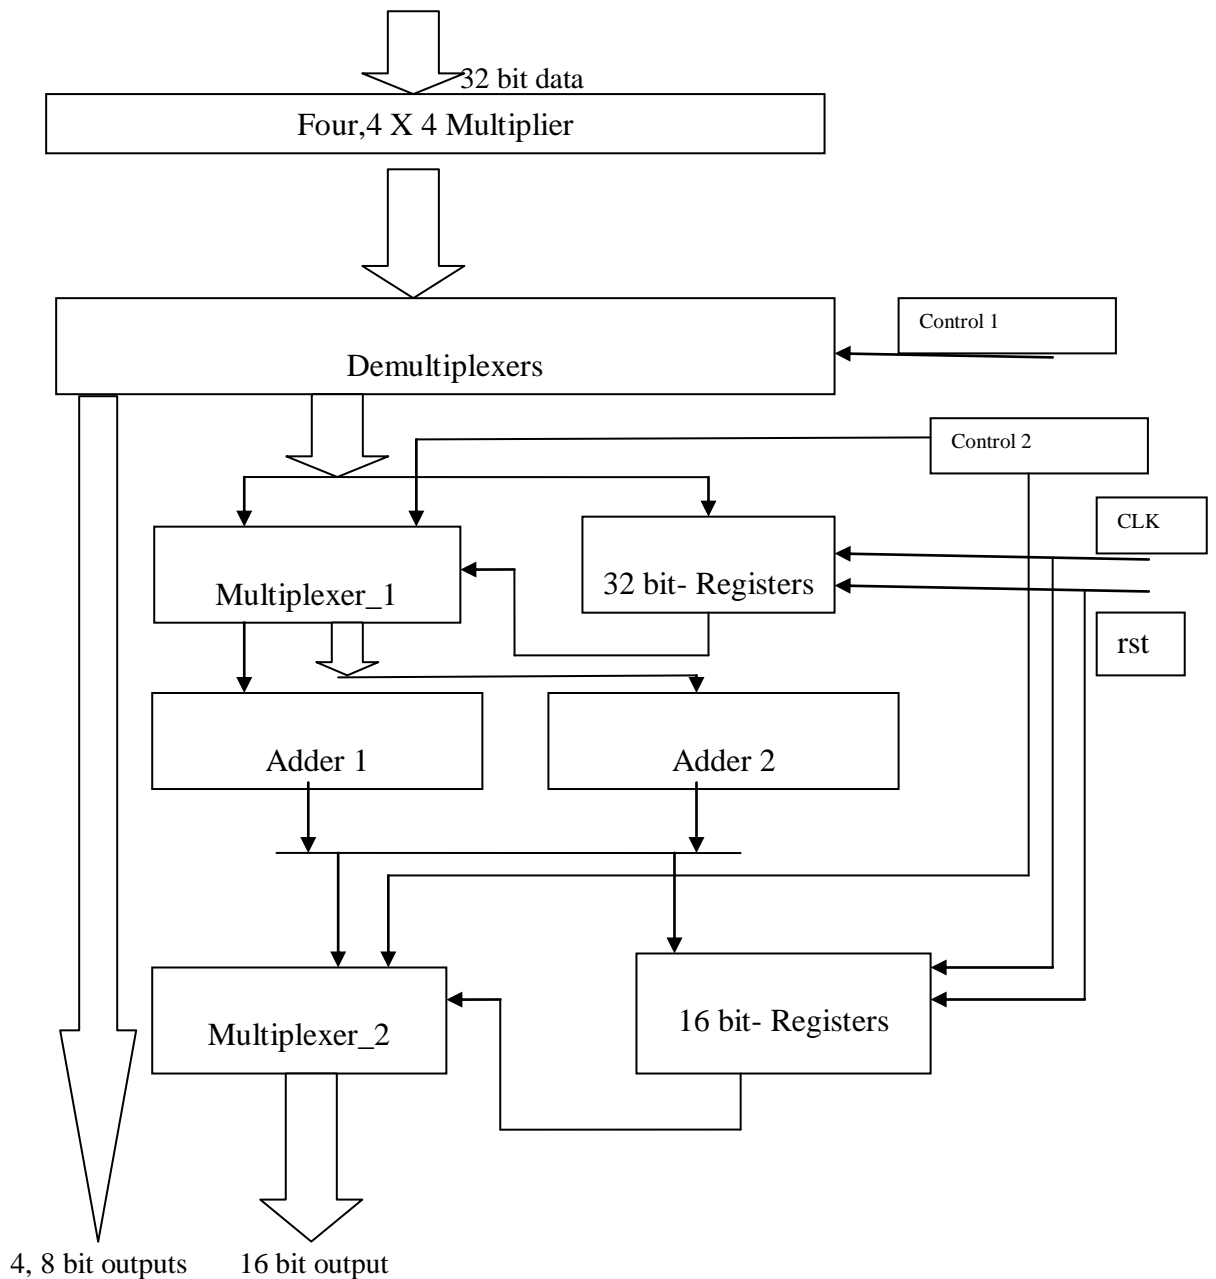 32 bit data
Four,4 X 4 Multiplier
Control 1
Demultiplexers
Control 2
CLK
Multiplexer_1
32 bit- Registers
rst
Adder 1
Adder 2
Multiplexer_2
16 bit- Registers
4, 8 bit outputs
16 bit output